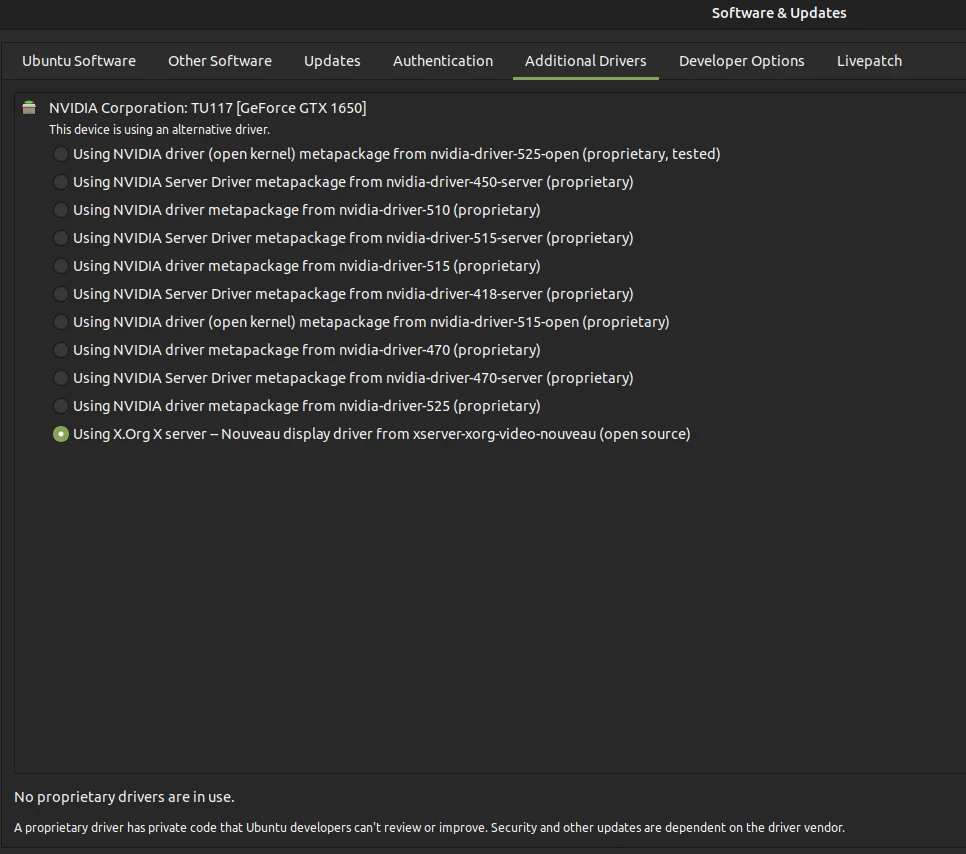 Software & Updates
Ubuntu Software Other Software Updates Authentication Additional Drivers Developer Options Livepatch
NVIDIA Corporation: TU117 [GeForce GTX 1650]
This device is using an alternative driver.
Using NVIDIA driver (open kernel) metapackage from nvidia-driver-525-open (proprietary, tested)
Using NVIDIA Server Driver metapackage from nvidia-driver-450-server (proprietary)
Using NVIDIA driver metapackage from nvidia-driver-510 (proprietary)
Using NVIDIA Server Driver metapackage from nvidia-driver-515-server (proprietary)
Using NVIDIA driver metapackage from nvidia-driver-515 (proprietary)
Using NVIDIA Server Driver metapackage from nvidia-driver-418-server (proprietary)
Using NVIDIA driver (open kernel) metapackage from nvidia-driver-515-open (proprietary)
Using NVIDIA driver metapackage from nvidia-driver-470 (proprietary)
Using NVIDIA Server Driver metapackage from nvidia-driver-470-server (proprietary)
Using NVIDIA driver metapackage from nvidia-driver-525 (proprietary)
Using X.Org X server -- Nouveau display driver from xserver-xorg-video-nouveau (open source)
No proprietary drivers are in use.
A proprietary driver has private code that Ubuntu developers can't review or improve. Security and other updates are dependent on the driver vendor.